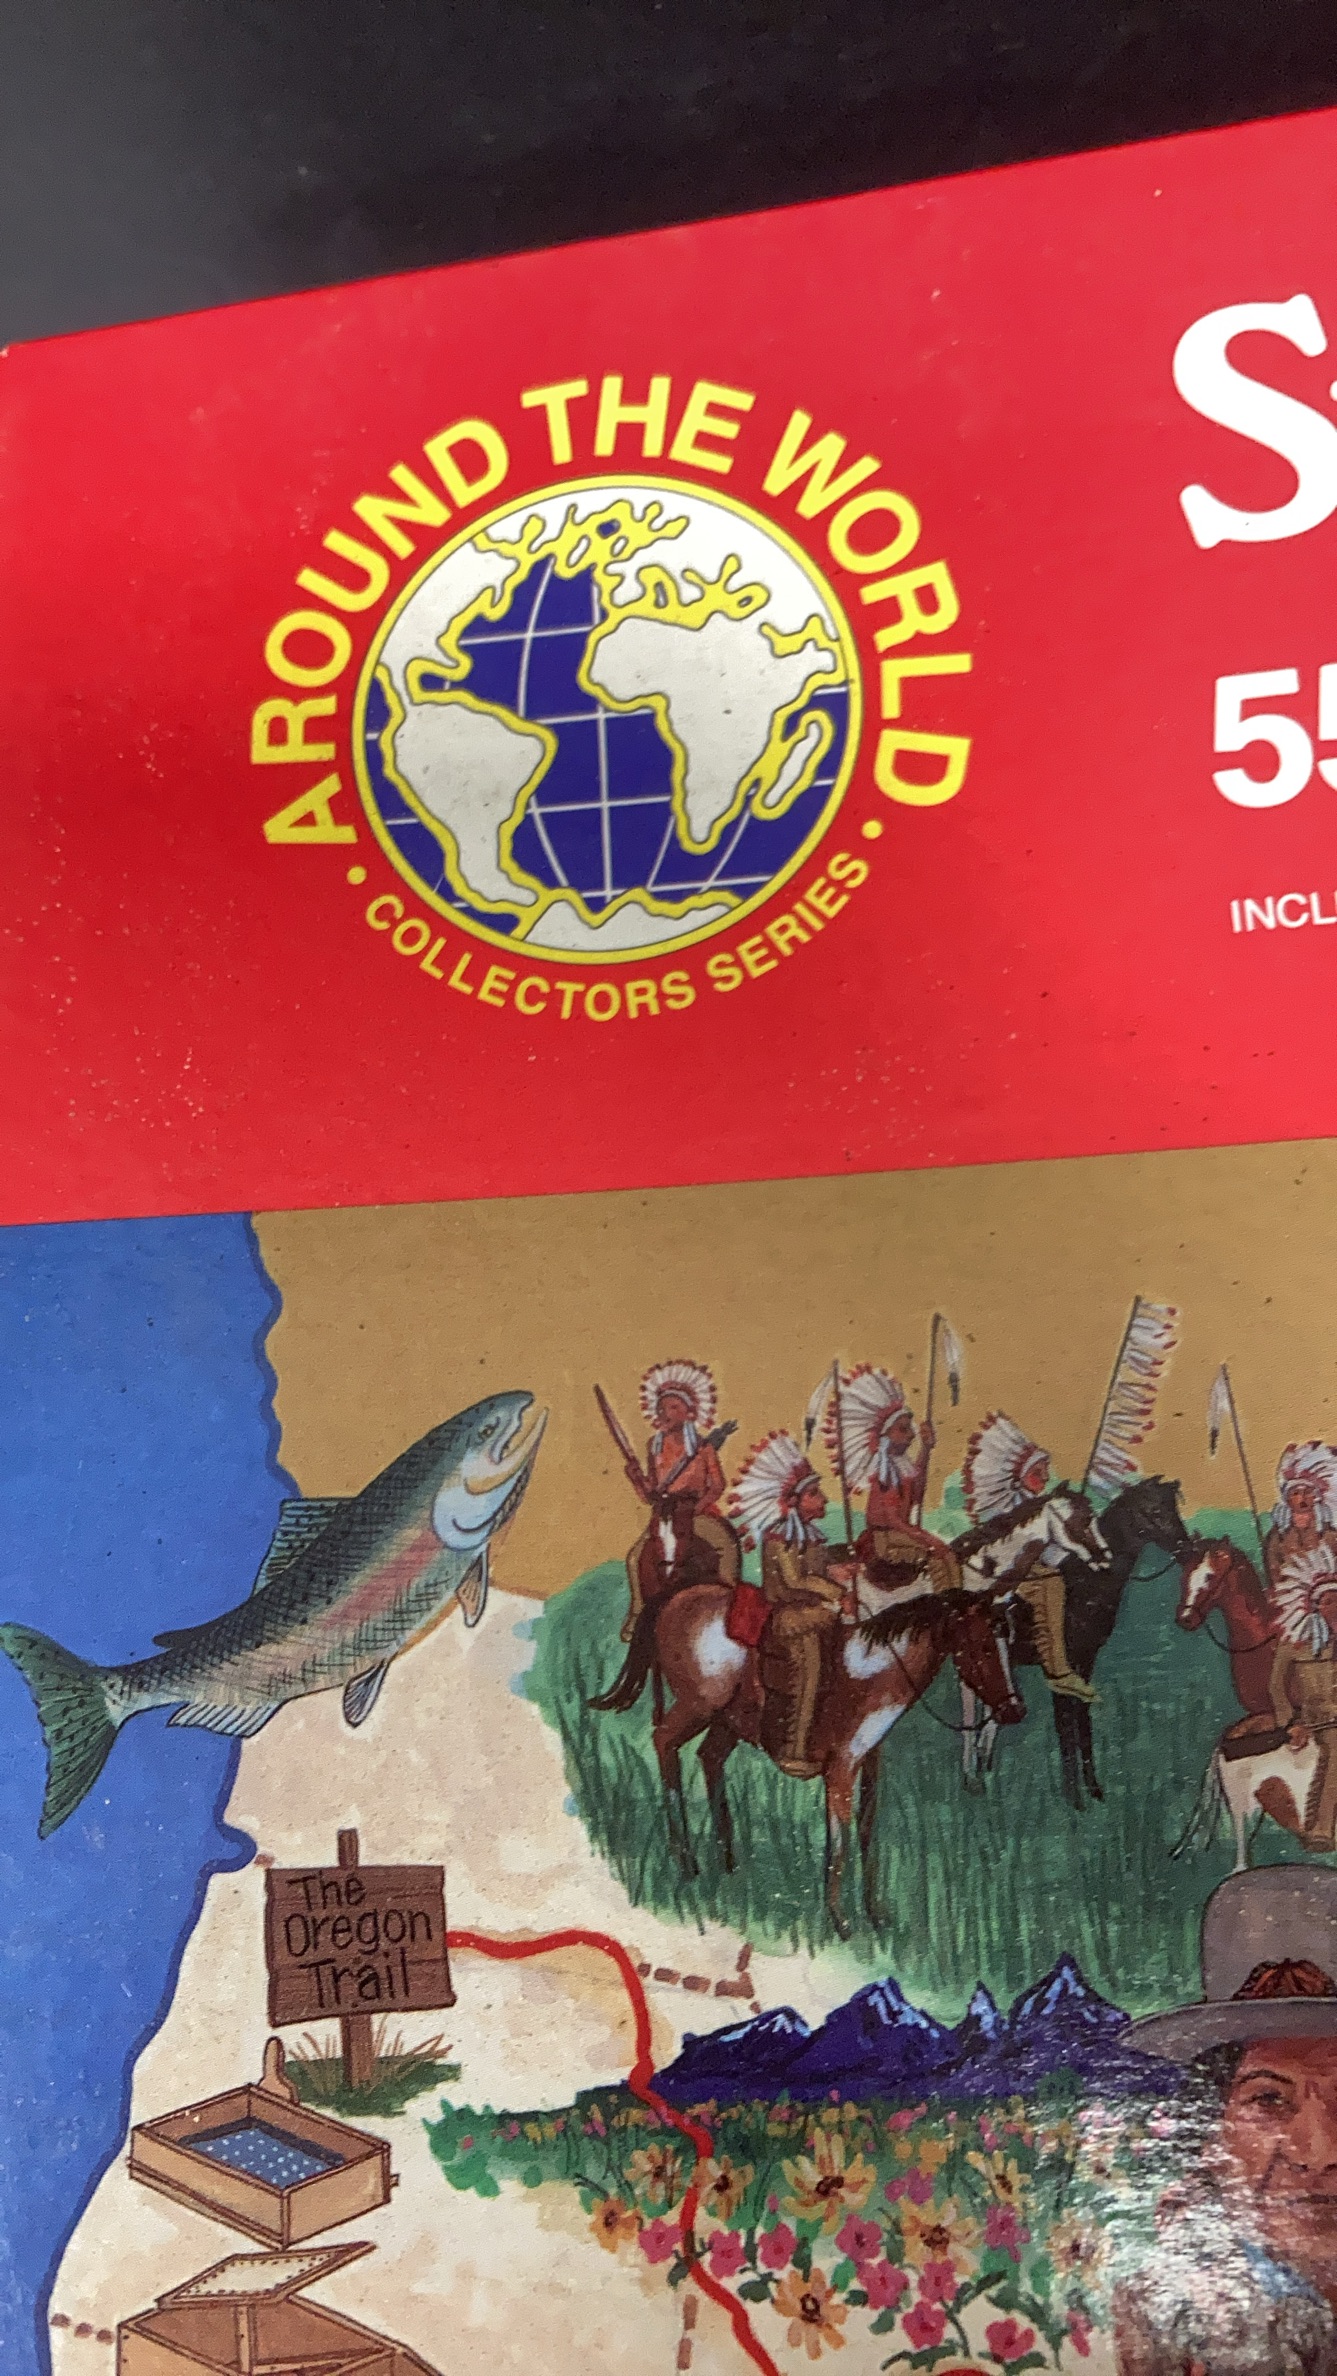 AROUND THE WORLD
• COLLECTORS SERIES •
The
Oregon
Trail